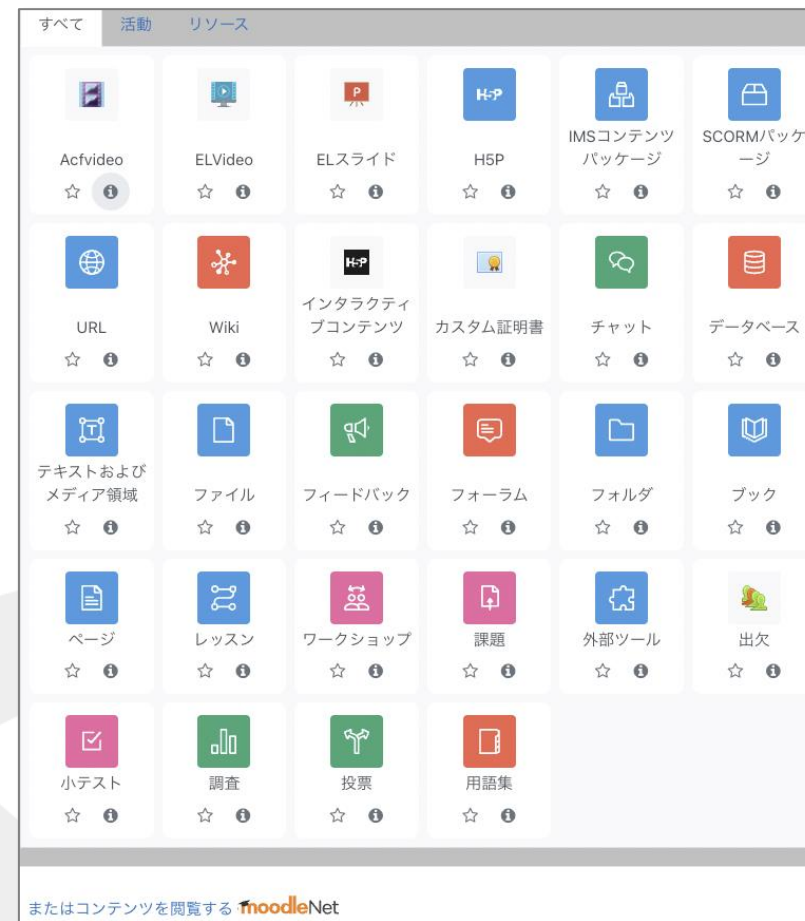 すべて 活動 リソース
H-P
Acfvideo ELVideo ELスライド H5P IMSコンテンツ
パッケージ SCORMパッケ
ージ
URL Wiki インタラクティ
ブコンテンツ カスタム証明書 チャット データベース
テキストおよび
メディア領域 ファイル フィードバック フォーラム フォルダ ブック
ページ レッスン ワークショップ 課題 外部ツール 出欠
小テスト 調査 投票 用語集
またはコンテンツを閲覧する moodleNet